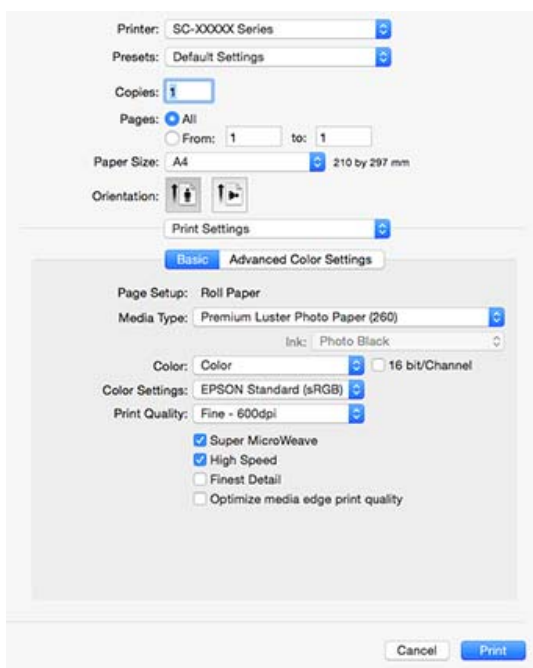 Printer: SC-XXXXX Series
Presets: Default Settings
Copies: 1
Pages: All
From: 1 to: 1
Paper Size: A4 210 by 297 mm
Orientation:
Print Settings
Basic Advanced Color Settings
Page Setup: Roll Paper
Media Type: Premium Luster Photo Paper (260)
Ink: Photo Black
Color: Color 16 bit/Channel
Color Settings: EPSON Standard (sRGB)
Print Quality: Fine - 600dpi
Super MicroWeave
High Speed
Finest Detail
Optimize media edge print quality
Cancel Print